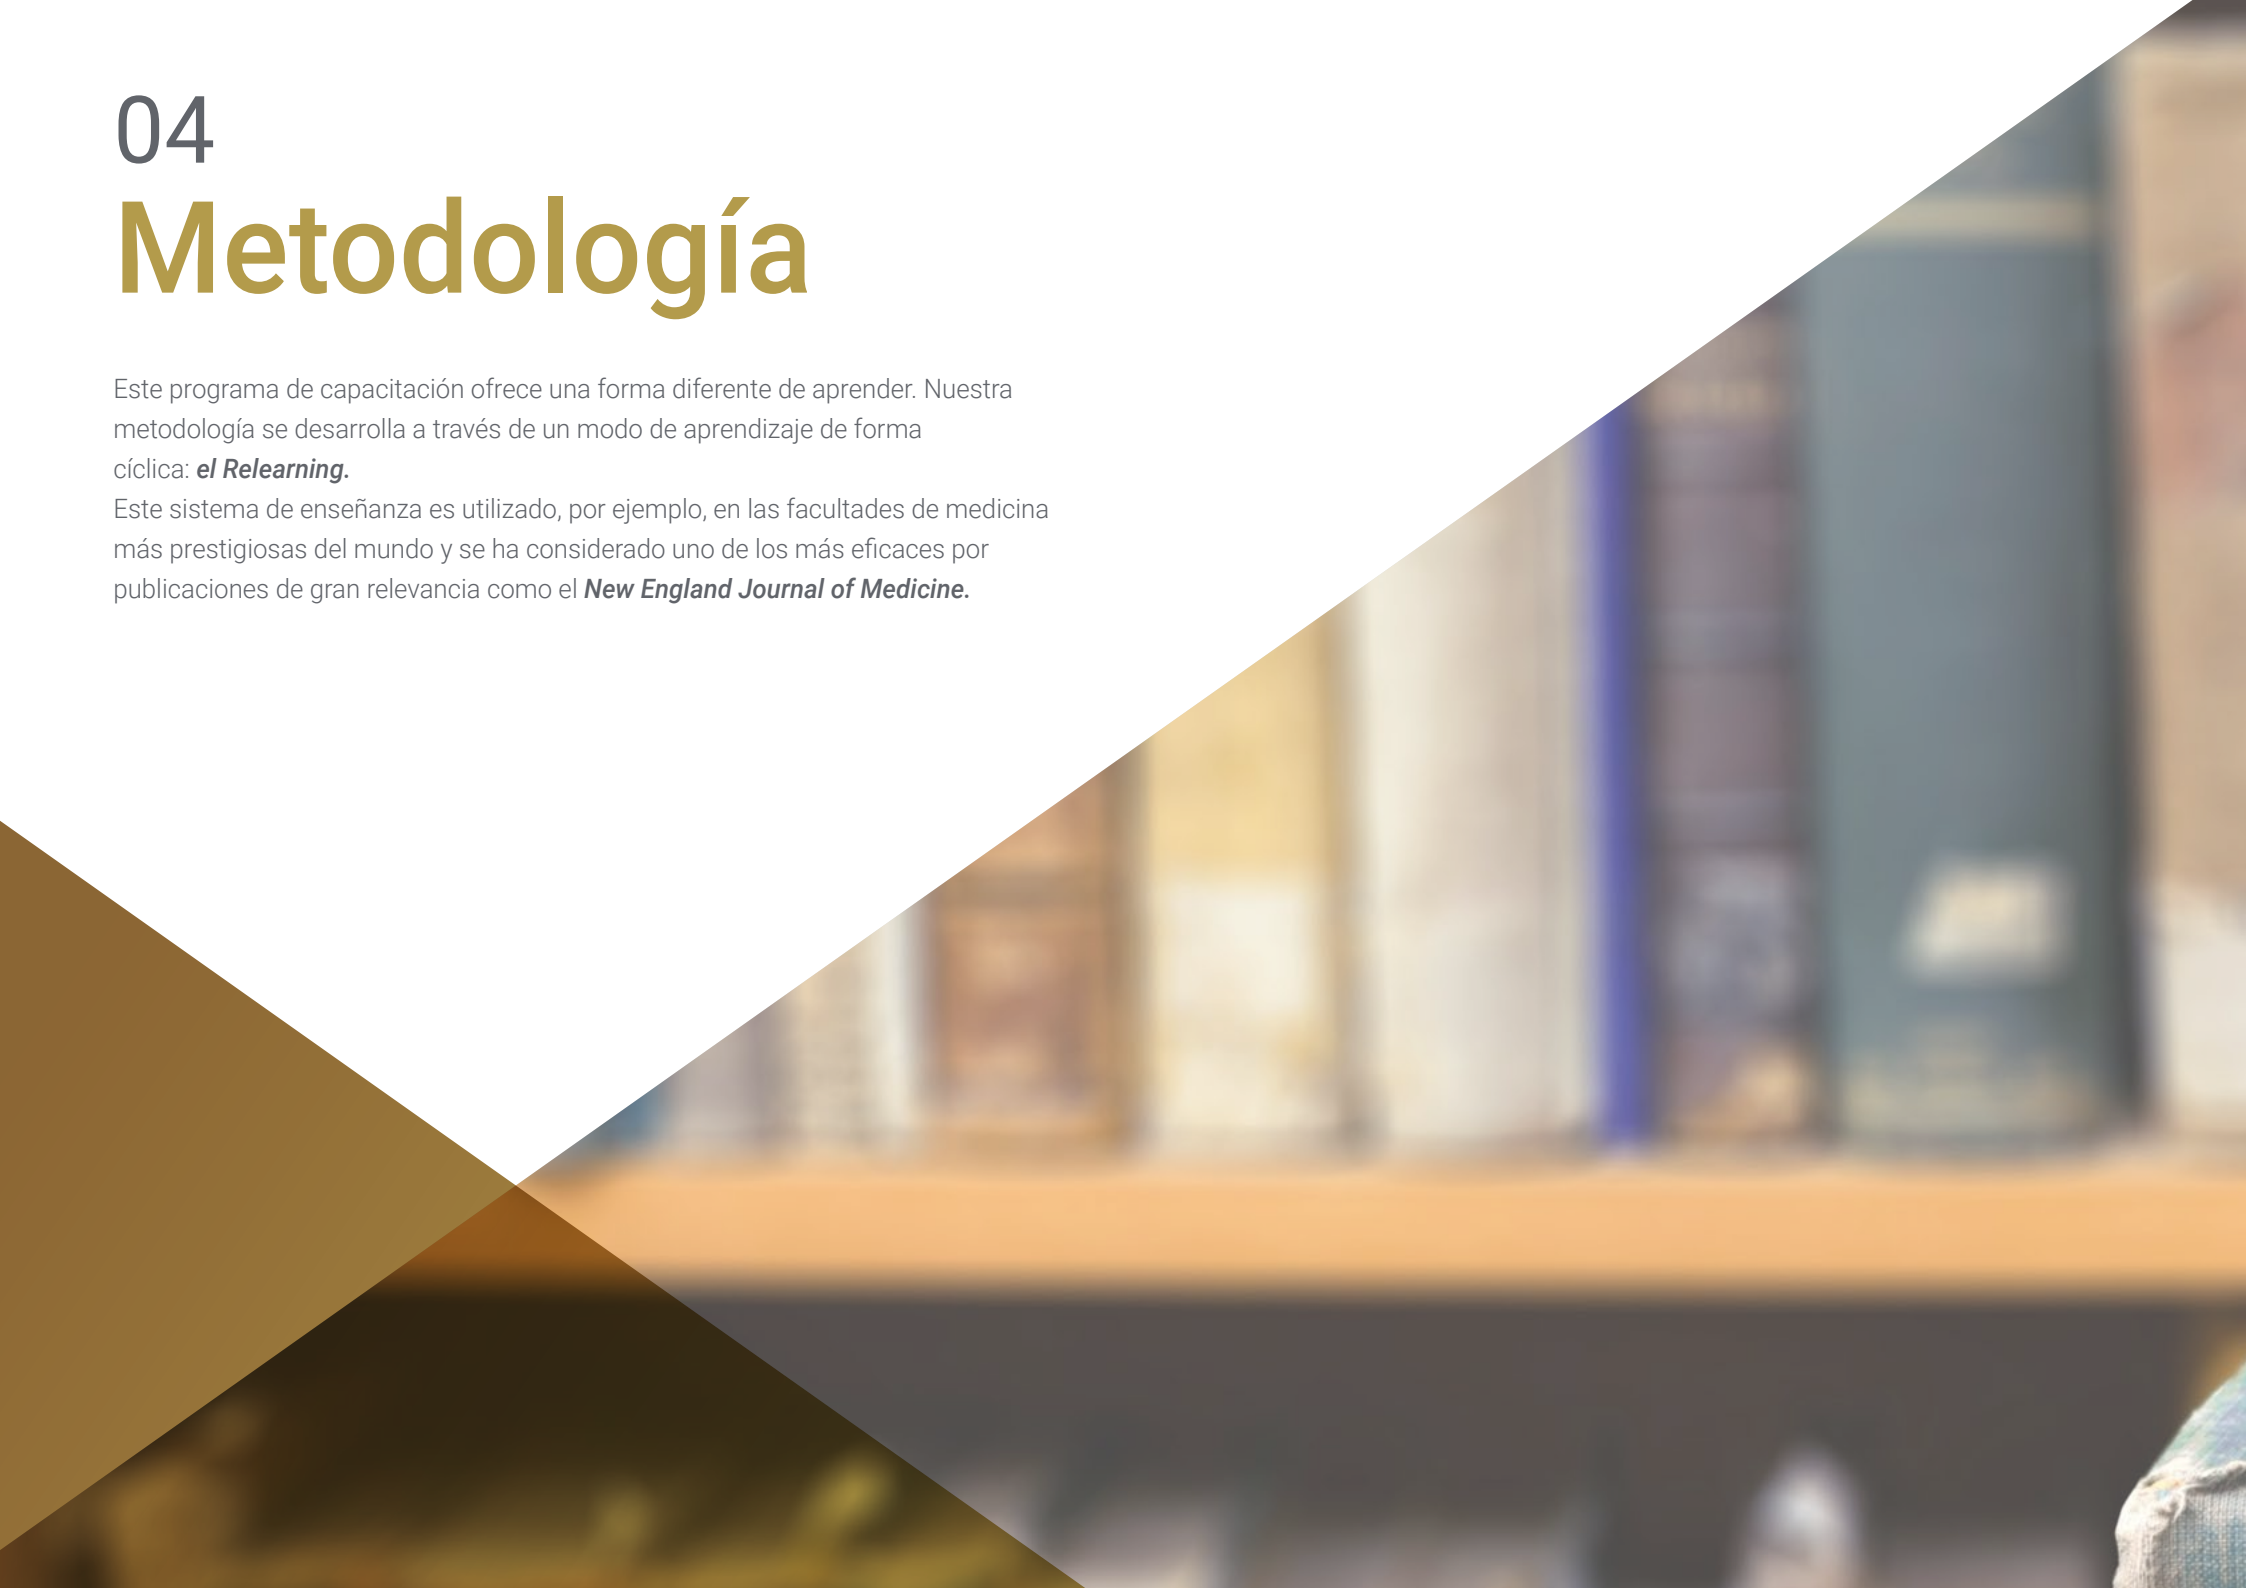 04
Metodología
Este programa de capacitación ofrece una forma diferente de aprender. Nuestra
metodología se desarrolla a través de un modo de aprendizaje de forma
cíclica: el Relearning.
Este sistema de enseñanza es utilizado, por ejemplo, en las facultades de medicina
más prestigiosas del mundo y se ha considerado uno de los más eficaces por
publicaciones de gran relevancia como el New England Journal of Medicine.